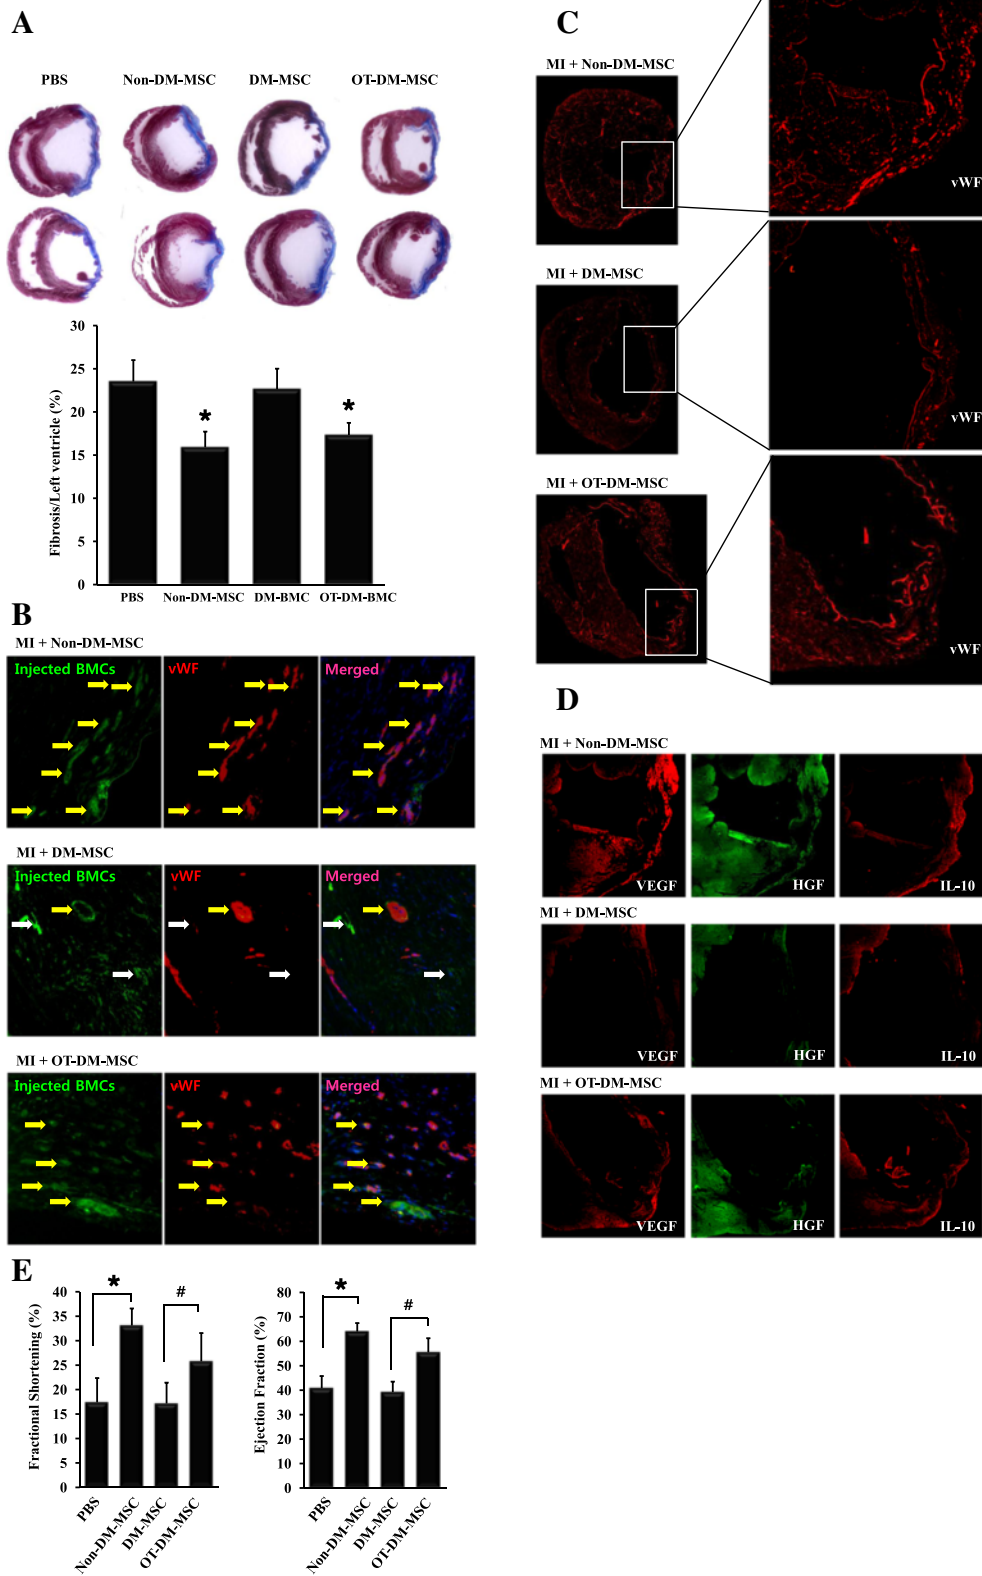 A
PBS
Non-DM-MSC
DM-MSC
OT-DM-MSC
Fibrosis/Left ventricle (%)
30
25
20
15
10
5
0
*
*
PBS
Non-DM-MSC
DM-BMC
OT-DM-BMC
B
MI + Non-DM-MSC
Injected BMCs
vWF
Merged
MI + DM-MSC
Injected BMCs
vWF
Merged
MI + OT-DM-MSC
Injected BMCs
vWF
Merged
C
MI + Non-DM-MSC
vWF
MI + DM-MSC
vWF
MI + OT-DM-MSC
vWF
D
MI + Non-DM-MSC
VEGF
HGF
IL-10
MI + DM-MSC
VEGF
HGF
IL-10
MI + OT-DM-MSC
VEGF
HGF
IL-10
E
Fractional Shortening (%)
40
35
30
25
20
15
10
5
0
*
#
PBS
Non-DM-MSC
DM-MSC
OT-DM-MSC
Ejection Fraction (%)
80
70
60
50
40
30
20
10
0
*
#
PBS
Non-DM-MSC
DM-MSC
OT-DM-MSC